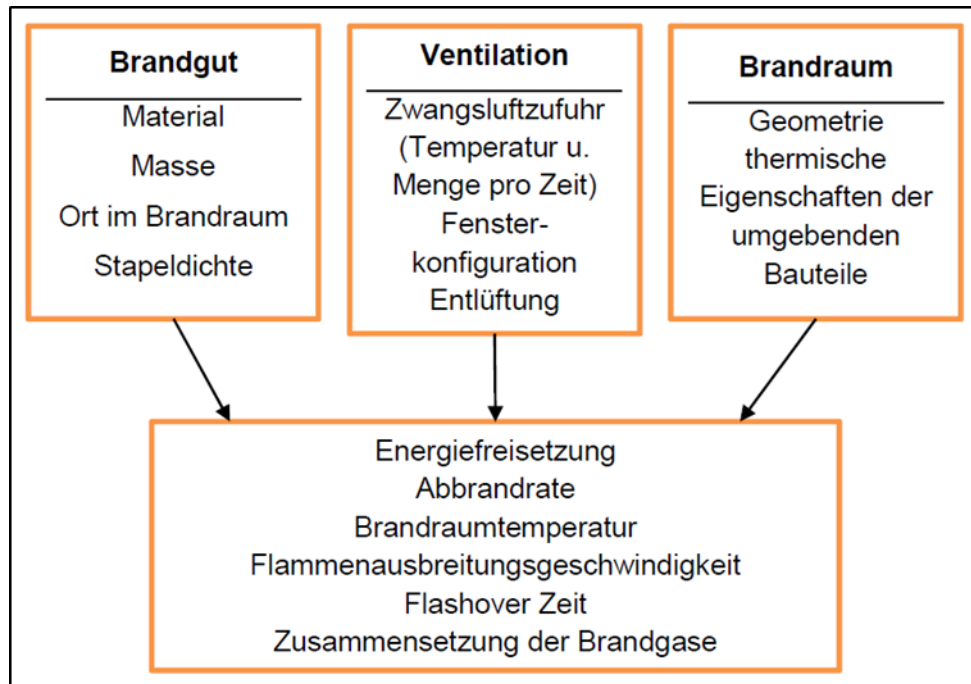 Brandgut
Material
Masse
Ort im Brandraum
Stapeldichte
Ventilation
Zwangsluftzufuhr
(Temperatur u.
Menge pro Zeit)
Fenster-
konfiguration
Entlüftung
Brandraum
Geometrie
thermische
Eigenschaften der
umgebenden
Bauteile
Energiefreisetzung
Abbrandrate
Brandraumtemperatur
Flammenausbreitungsgeschwindigkeit
Flashover Zeit
Zusammensetzung der Brandgase